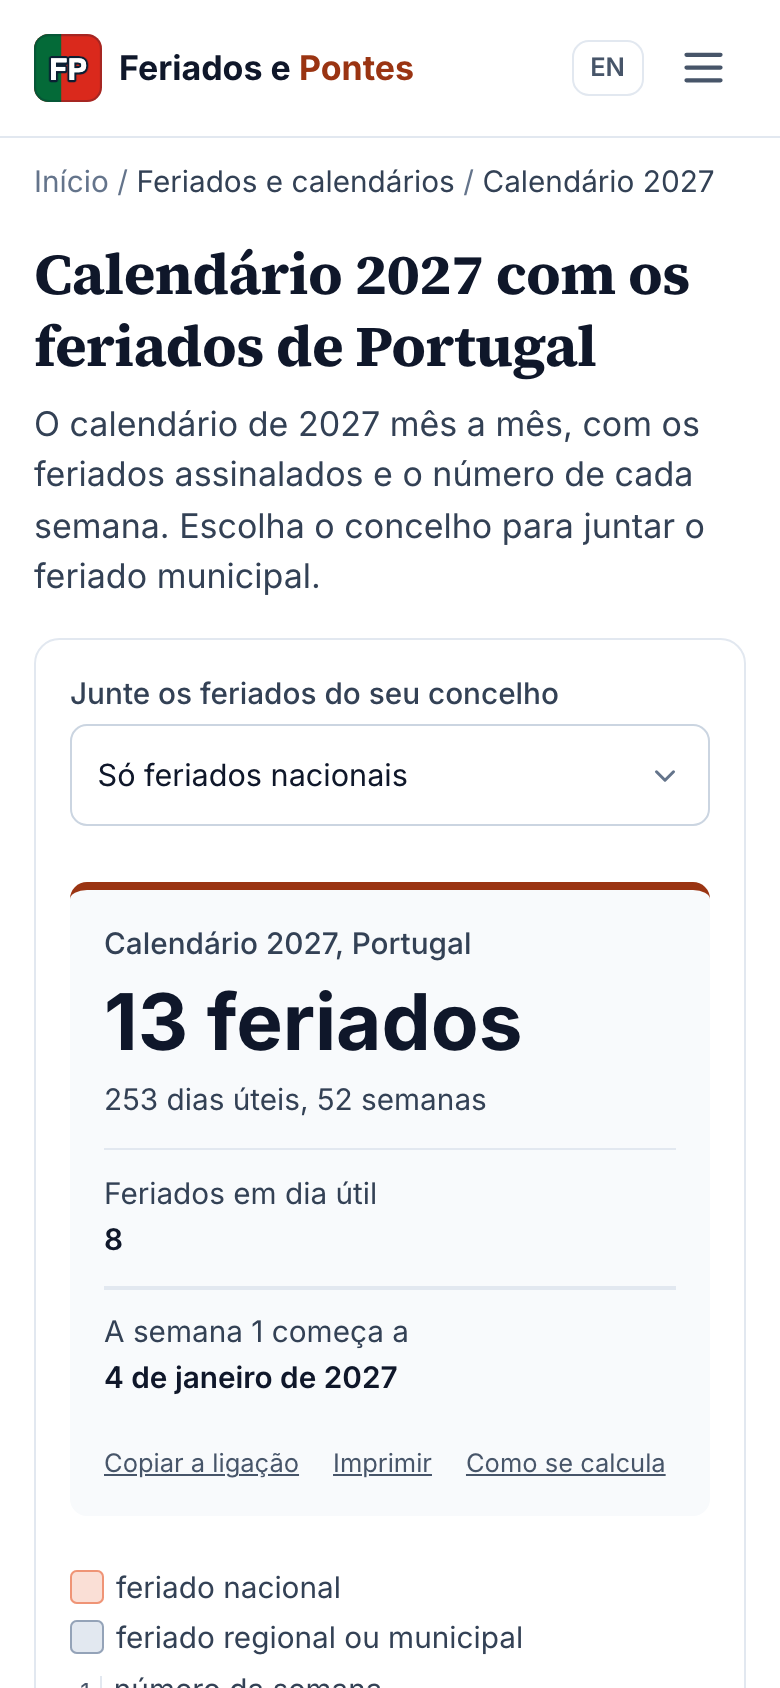 FP Feriados e Pontes EN
Início / Feriados e calendários / Calendário 2027
Calendário 2027 com os
feriados de Portugal
O calendário de 2027 mês a mês, com os
feriados assinalados e o número de cada
semana. Escolha o concelho para juntar o
feriado municipal.
Junte os feriados do seu concelho
Só feriados nacionais
Calendário 2027, Portugal
13 feriados
253 dias úteis, 52 semanas
Feriados em dia útil
8
A semana 1 começa a
4 de janeiro de 2027
Copiar a ligação Imprimir Como se calcula
feriado nacional
feriado regional ou municipal
1 número da semana